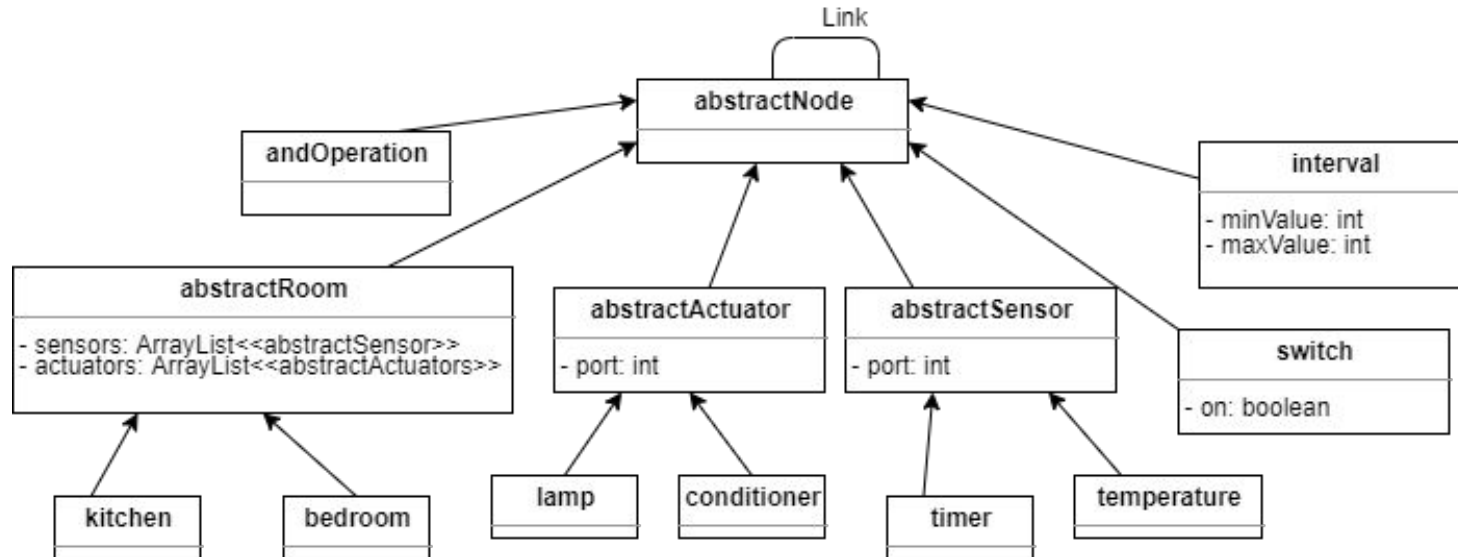 Link
abstractNode
andOperation
interval
- minValue: int
- maxValue: int
abstractRoom
- sensors: ArrayList<<abstractSensor>>
- actuators: ArrayList<<abstractActuators>>
abstractActuator
- port: int
abstractSensor
- port: int
switch
- on: boolean
kitchen
bedroom
lamp
conditioner
timer
temperature